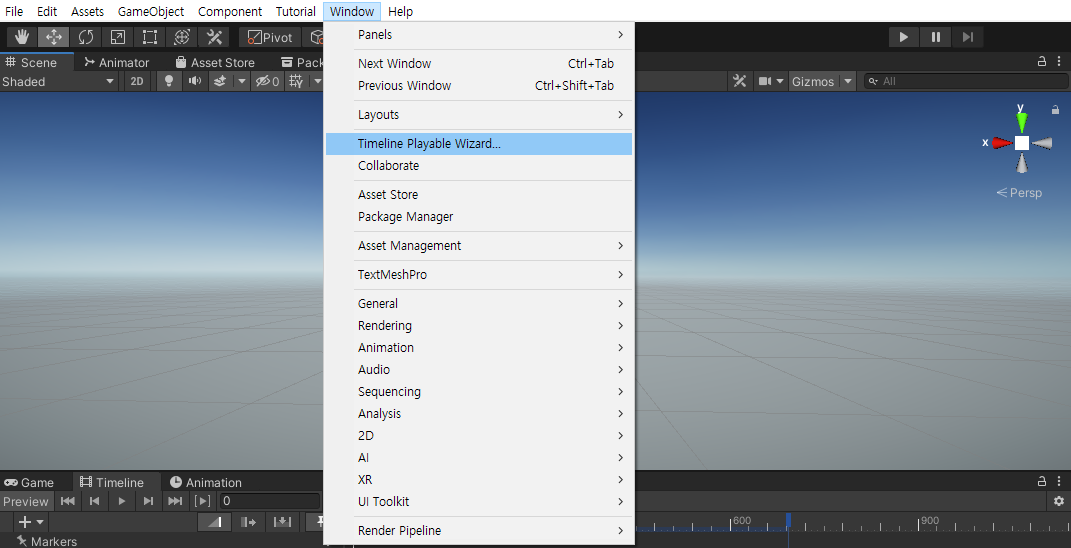 File Edit Assets GameObject Component Tutorial Window Help
Pivot
Scene Animator Asset Store
Shaded 2D 0 Gizmos All
Panels
Next Window Ctrl+Tab
Previous Window Ctrl+Shift+Tab
Layouts
Timeline Playable Wizard...
Collaborate
Asset Store
Package Manager
Asset Management
TextMeshPro
General
Rendering
Animation
Audio
Sequencing
Analysis
2D
AI
XR
UI Toolkit
Render Pipeline
y
x
Persp
Game Timeline Animation
Preview 0
600 900
Markers